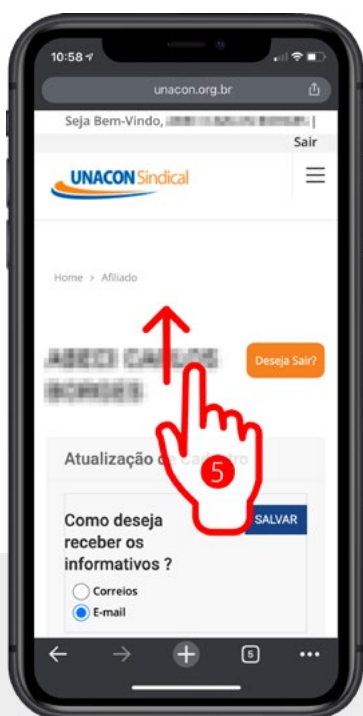 10:58
unacon.org.br
Seja Bem-Vindo, |
Sair
UNACON Sindical
Home > Afiliado
Deseja Sair?
Atualização de Cadastro
5
Como deseja
receber os
informativos ?
SALVAR
Correios
E-mail
5